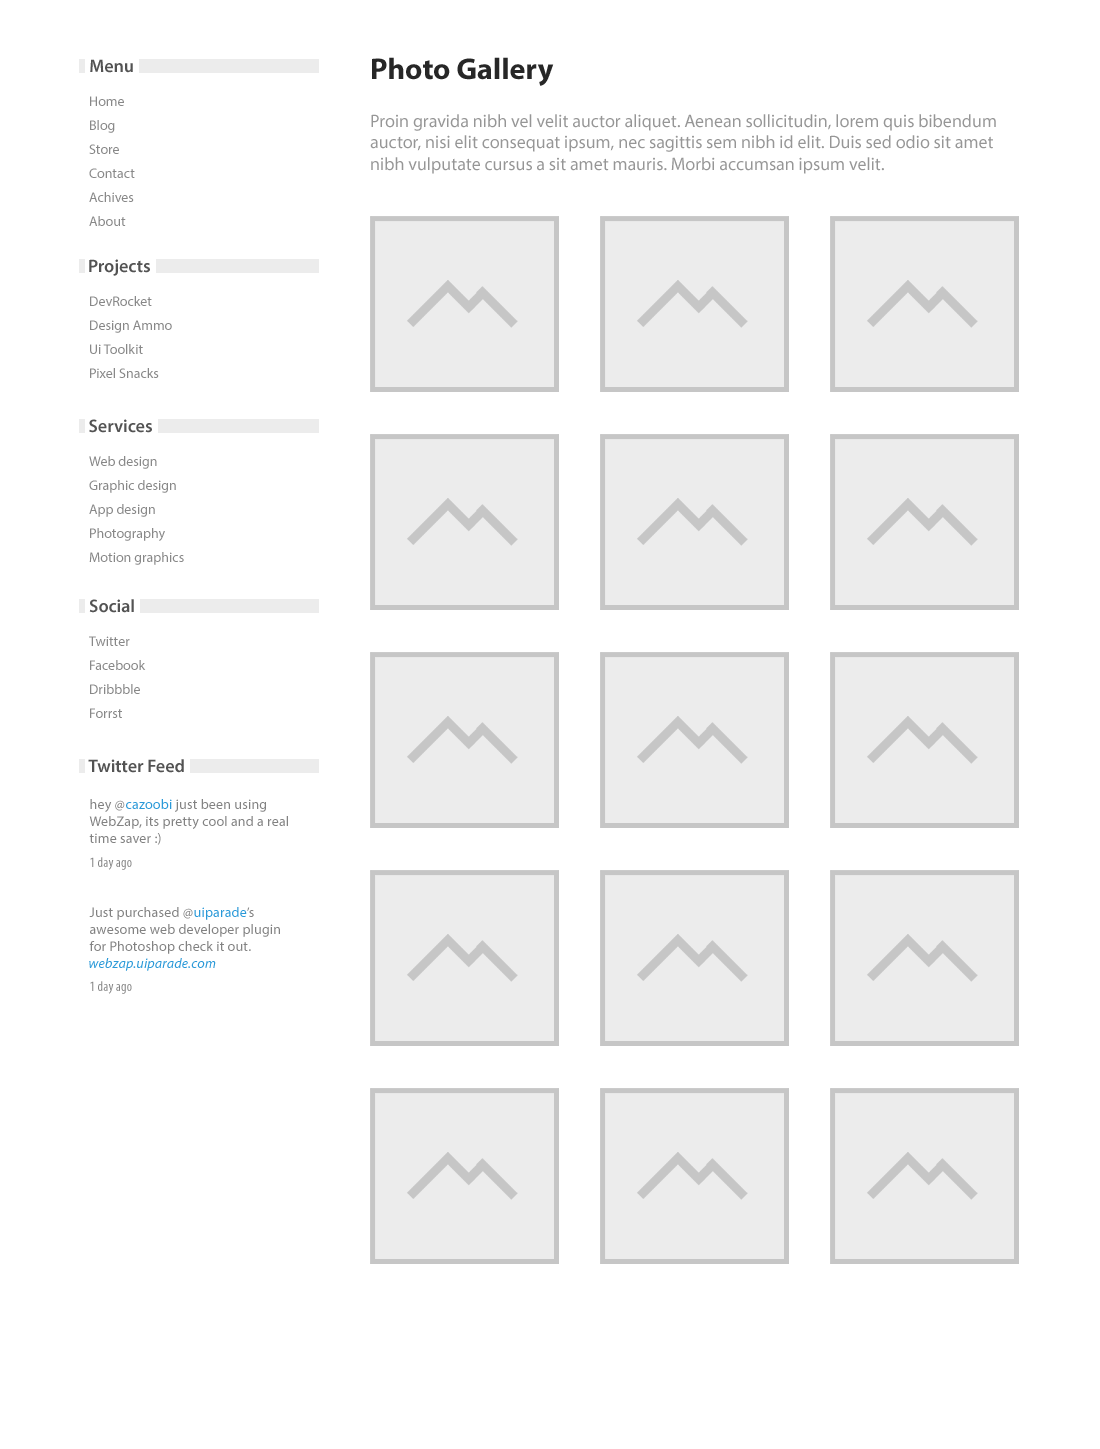 Menu
Home
Blog
Store
Contact
Achives
About
Projects
DevRocket
Design Ammo
Ui Toolkit
Pixel Snacks
Services
Web design
Graphic design
App design
Photography
Motion graphics
Social
Twitter
Facebook
Dribbble
Forrst
Twitter Feed
hey @cazoobi just been using
WebZap, its pretty cool and a real
time saver :)
1 day ago
Just purchased @uiparade's
awesome web developer plugin
for Photoshop check it out.
webzap.uiparade.com
1 day ago
Photo Gallery
Proin gravida nibh vel velit auctor aliquet. Aenean sollicitudin, lorem quis bibendum
auctor, nisi elit consequat ipsum, nec sagittis sem nibh id elit. Duis sed odio sit amet
nibh vulputate cursus a sit amet mauris. Morbi accumsan ipsum velit.